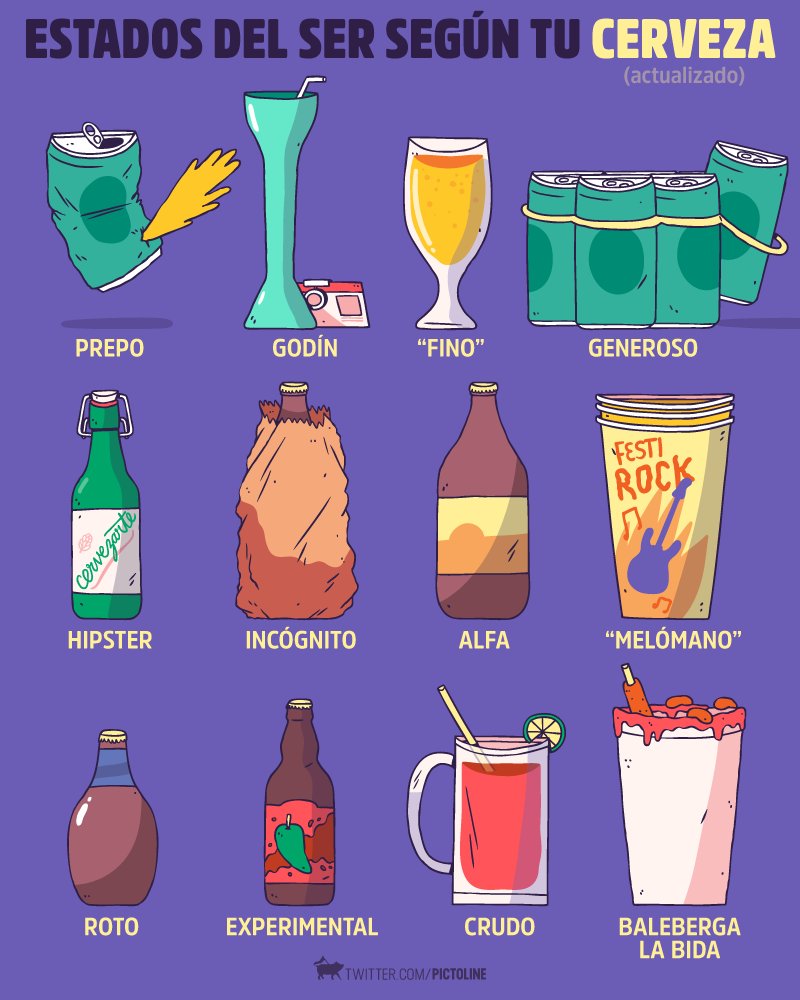 ESTADOS DEL SER SEGÚN TU CERVEZA
(actualizado)
PREPO
GODÍN
“FINO”
GENEROSO
FESTI
ROCK
cervezarte
HIPSTER
INCÓGNITO
ALFA
“MELÓMANO”
ROTO
EXPERIMENTAL
CRUDO
BALEBERGA
LA BIDA
TWITTER.COM/PICTOLINE